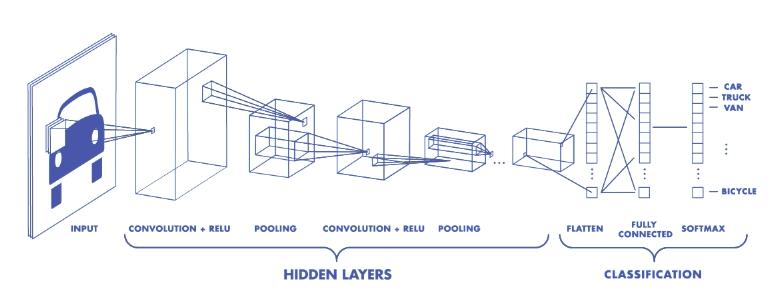 CAR
TRUCK
VAN
BICYCLE
INPUT
CONVOLUTION + RELU
POOLING
CONVOLUTION + RELU
POOLING
FLATTEN
FULLY
CONNECTED
SOFTMAX
HIDDEN LAYERS
CLASSIFICATION